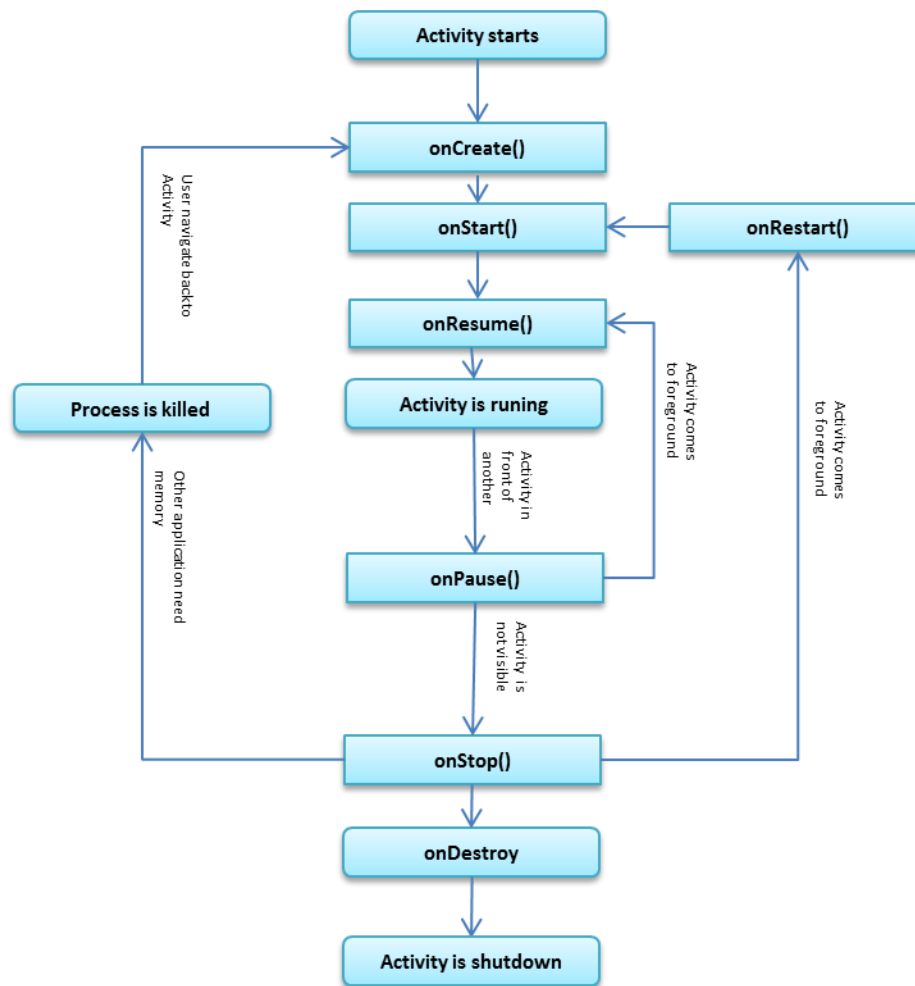 Activity starts
onCreate()
User navigate back to
Activity
onStart()
onRestart()
onResume()
Activity comes
to foreground
Process is killed
Activity is runing
Activity comes
to foreground
Activity in
front of
another
Other application need
memory
onPause()
Activity is
not visible
onStop()
onDestroy
Activity is shutdown